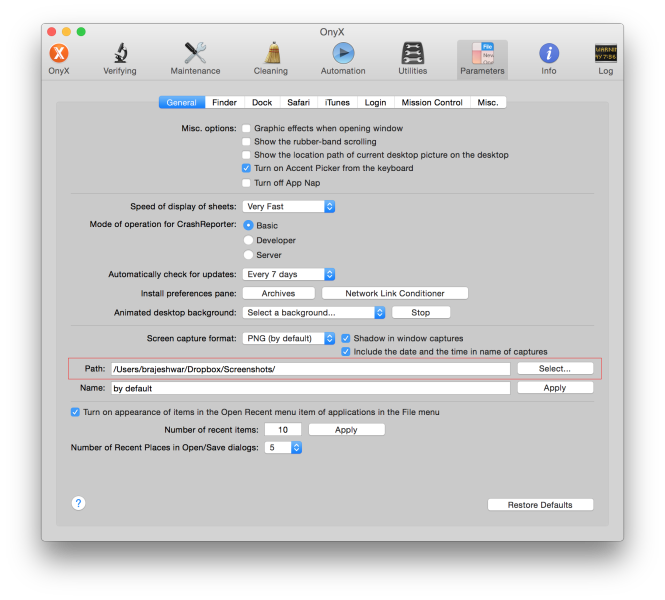 OnyX
OnyX Verifying Maintenance Cleaning Automation Utilities Parameters Info Log
General Finder Dock Safari iTunes Login Mission Control Misc.
Misc. options: Graphic effects when opening window
Show the rubber-band scrolling
Show the location path of current desktop picture on the desktop
Turn on Accent Picker from the keyboard
Turn off App Nap
Speed of display of sheets: Very Fast
Mode of operation for CrashReporter: Basic
Developer
Server
Automatically check for updates: Every 7 days
Install preferences pane: Archives Network Link Conditioner
Animated desktop background: Select a background... Stop
Screen capture format: PNG (by default) Shadow in window captures
Include the date and the time in name of captures
Path: /Users/brajeshwar/Dropbox/Screenshots/ Select...
Name: by default Apply
Turn on appearance of items in the Open Recent menu item of applications in the File menu
Number of recent items: 10 Apply
Number of Recent Places in Open/Save dialogs: 5
? Restore Defaults